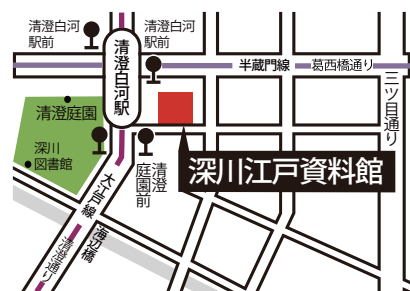 清澄白河
駅前
清澄白河
駅前
清澄白河駅
半蔵門線
葛西橋通り
三ツ目通り
清澄庭園
深川
図書館
清澄
庭園前
深川江戸資料館
大江戸線
海辺橋
清澄通り